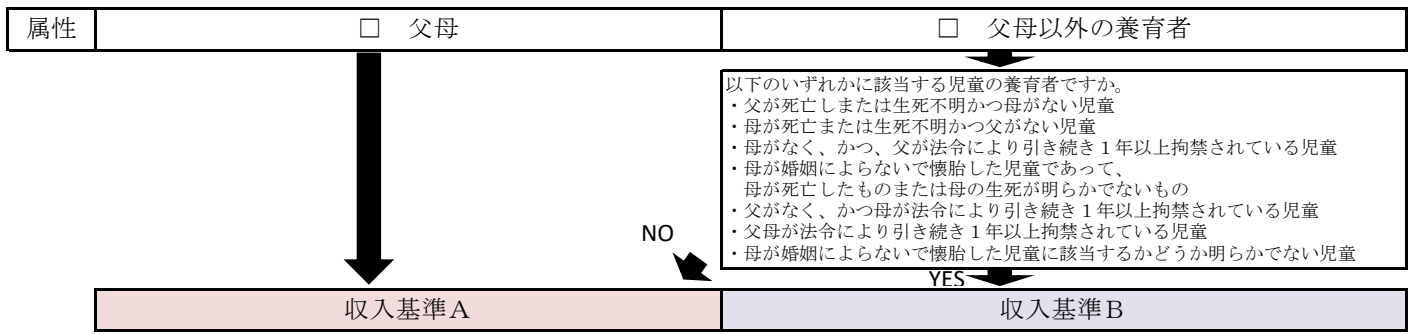 属性 □ 父母 □ 父母以外の養育者
以下のいずれかに該当する児童の養育者ですか。
・父が死亡しまたは生死不明かつ母がない児童
・母が死亡または生死不明かつ父がない児童
・母がなく、かつ、父が法令により引き続き１年以上拘禁されている児童
・母が婚姻によらないで懐胎した児童であって、
母が死亡したものまたは母の生死が明らかでないもの
・父がなく、かつ母が法令により引き続き１年以上拘禁されている児童
・父母が法令により引き続き１年以上拘禁されている児童
・母が婚姻によらないで懐胎した児童に該当するかどうか明らかでない児童
NO
YES
収入基準Ａ 収入基準Ｂ